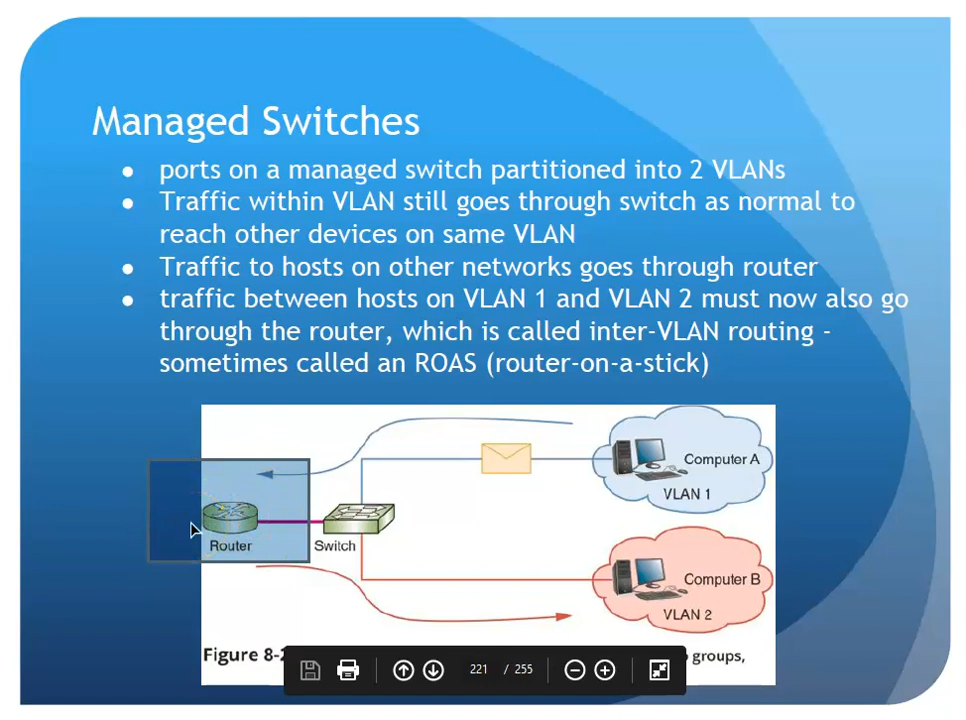 Managed Switches
● ports on a managed switch partitioned into 2 VLANs
● Traffic within VLAN still goes through switch as normal to
reach other devices on same VLAN
● Traffic to hosts on other networks goes through router
● traffic between hosts on VLAN 1 and VLAN 2 must now also go
through the router, which is called inter-VLAN routing -
sometimes called an ROAS (router-on-a-stick)
Computer A
VLAN 1
Router
Switch
Computer B
VLAN 2
Figure 8-2
groups,
221 / 255